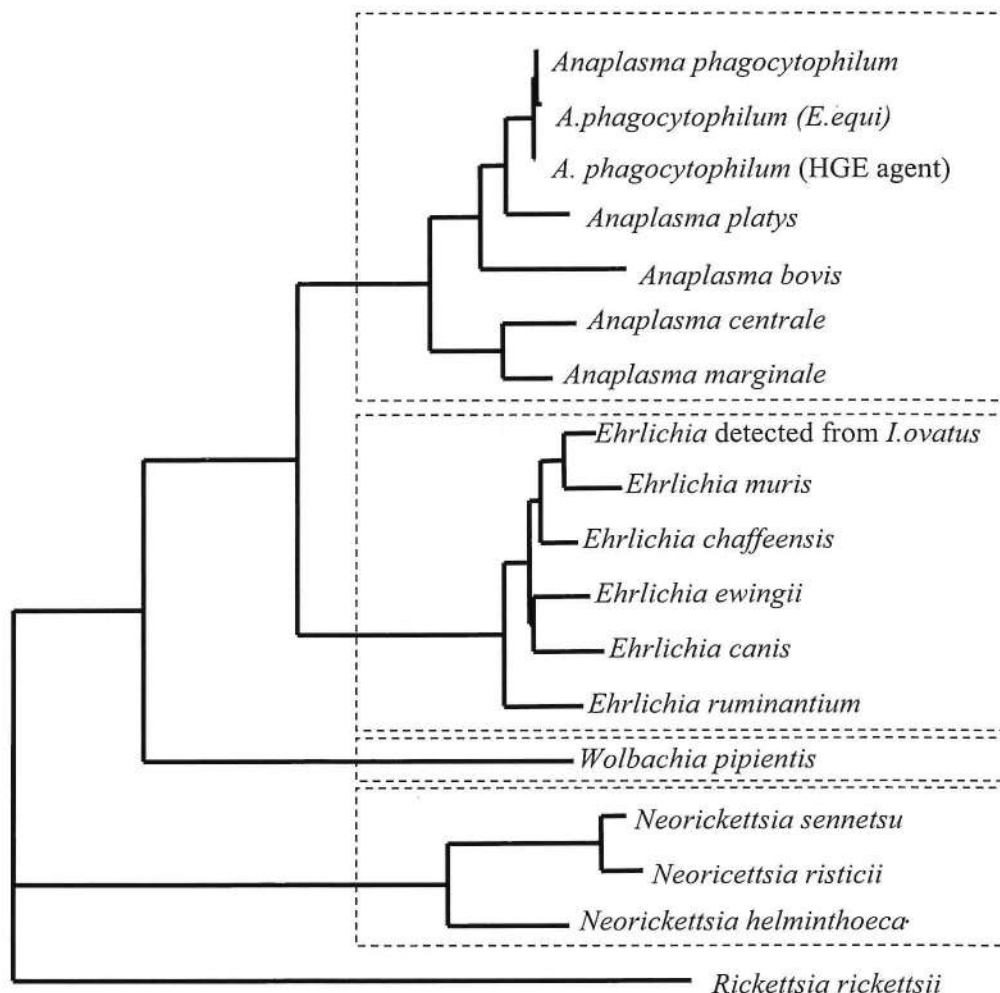 Anaplasma phagocytophilum
A.phagocytophilum (E.equi)
A. phagocytophilum (HGE agent)
Anaplasma platys
Anaplasma bovis
Anaplasma centrale
Anaplasma marginale
Ehrlichia detected from I.ovatus
Ehrlichia muris
Ehrlichia chaffeensis
Ehrlichia ewingii
Ehrlichia canis
Ehrlichia ruminantium
Wolbachia pipientis
Neorickettsia sennetsu
Neoricettsia risticii
Neorickettsia helminthoeca.
Rickettsia rickettsii